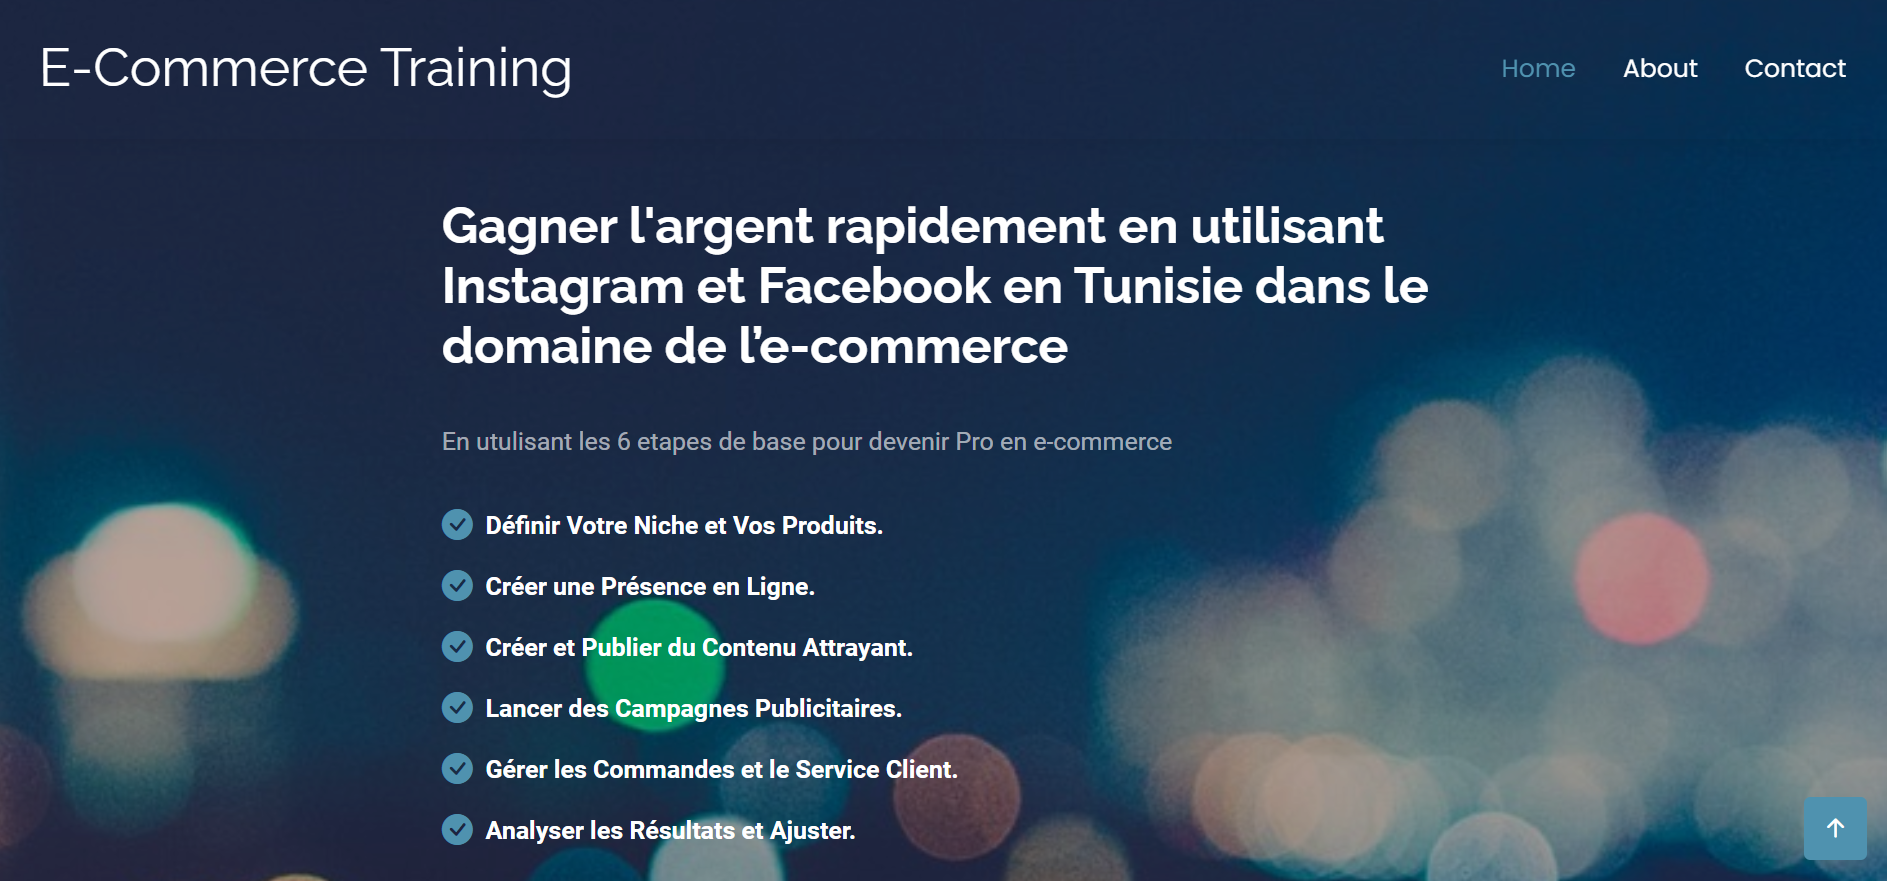 E-Commerce Training
Home About Contact
Gagner l'argent rapidement en utilisant
Instagram et Facebook en Tunisie dans le
domaine de l’e-commerce
En utulisant les 6 etapes de base pour devenir Pro en e-commerce
Définir Votre Niche et Vos Produits.
Créer une Présence en Ligne.
Créer et Publier du Contenu Attrayant.
Lancer des Campagnes Publicitaires.
Gérer les Commandes et le Service Client.
Analyser les Résultats et Ajuster.